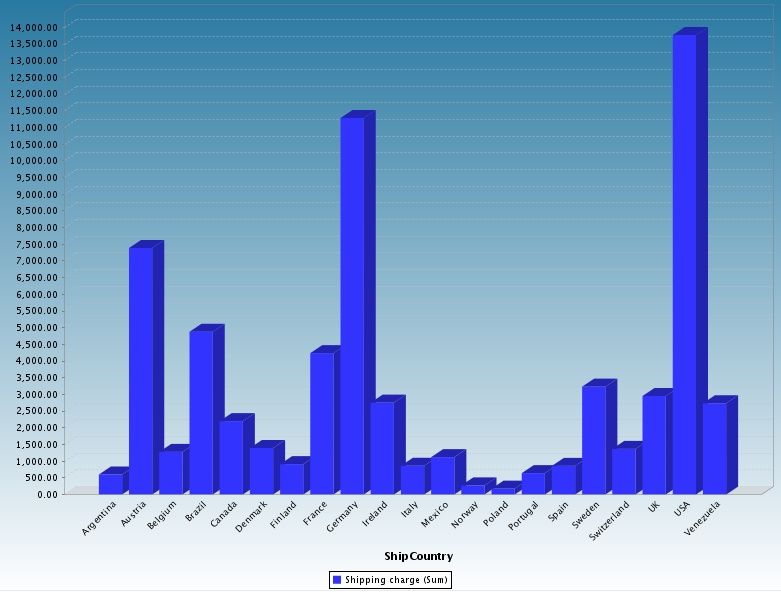 14,000.00
13,500.00
13,000.00
12,500.00
12,000.00
11,500.00
11,000.00
10,500.00
10,000.00
9,500.00
9,000.00
8,500.00
8,000.00
7,500.00
7,000.00
6,500.00
6,000.00
5,500.00
5,000.00
4,500.00
4,000.00
3,500.00
3,000.00
2,500.00
2,000.00
1,500.00
1,000.00
500.00
0.00
Argentina
Austria
Belgium
Brazil
Canada
Denmark
Finland
France
Germany
Ireland
Italy
Mexico
Norway
Poland
Portugal
Spain
Sweden
Switzerland
UK
USA
Venezuela
ShipCountry
Shipping charge (Sum)